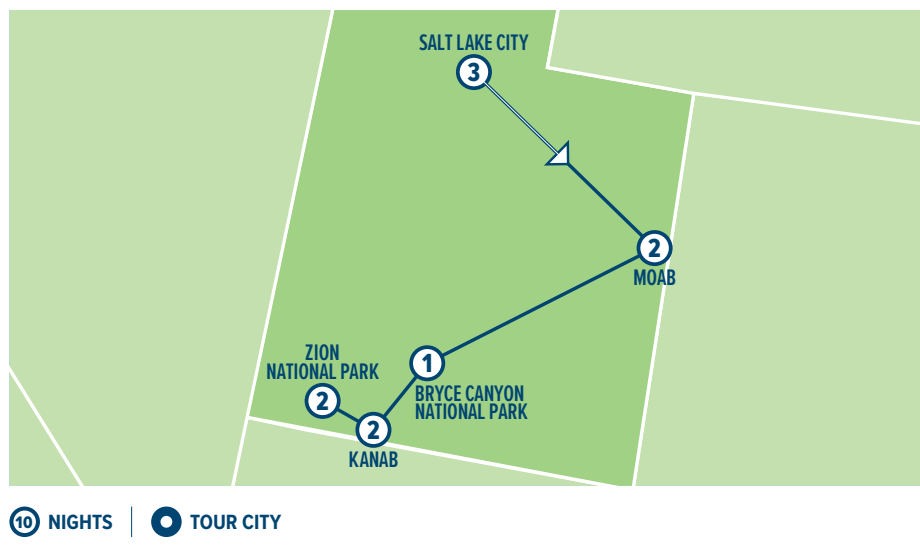 SALT LAKE CITY
3
2
MOAB
1
BRYCE CANYON
NATIONAL PARK
ZION
NATIONAL PARK
2
2
KANAB
10 NIGHTS
TOUR CITY